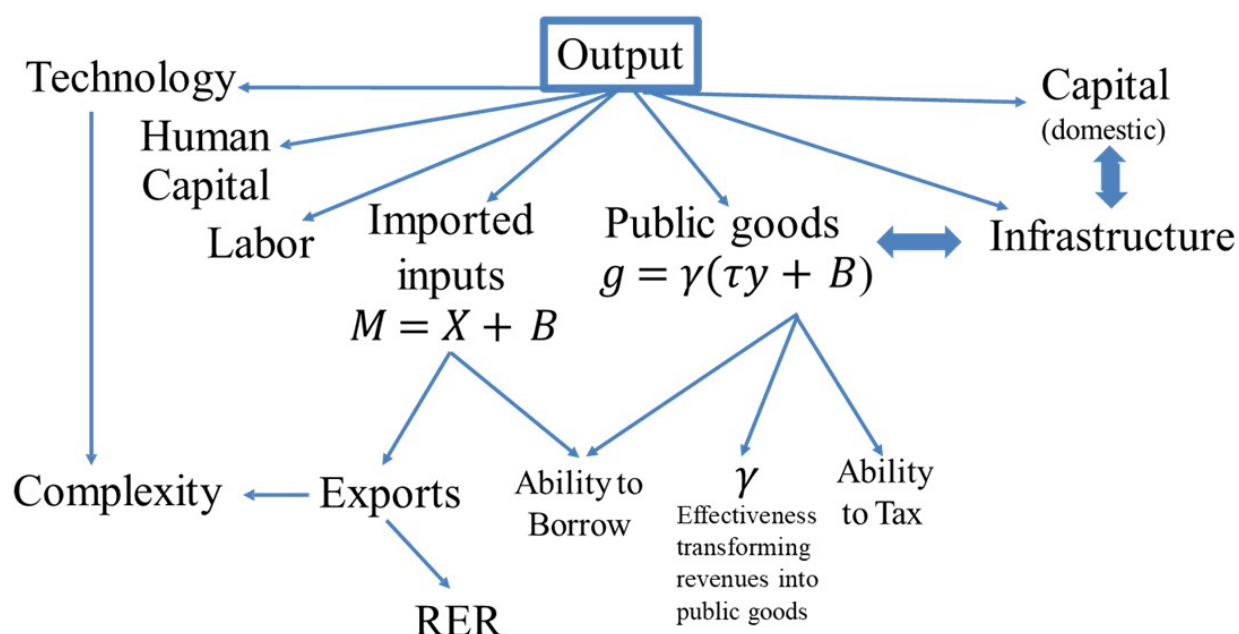 Output
Technology
Capital
(domestic)
Human
Capital
Labor
Imported
inputs
M = X + B
Public goods
g = γ(τy + B)
Infrastructure
Complexity
Exports
RER
Ability to
Borrow
γ
Effectiveness
transforming
revenues into
public goods
Ability
to Tax